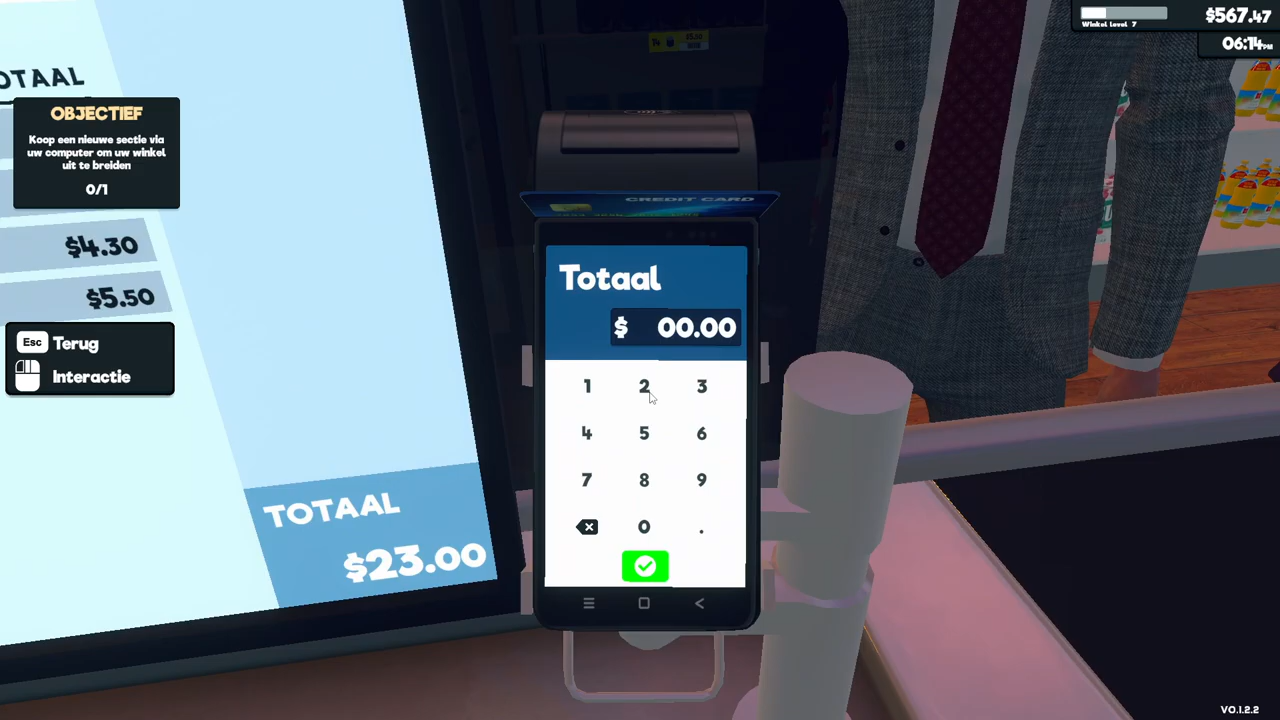 OTAAL
OBJECTIEF
Koop een nieuwe sectie via
uw computer om uw winkel
uit te breiden
0/1
$4.30
$5.50
Esc Terug
Interactie
TOTAAL
$23.00
CREDIT CARD
Totaal
$ 00.00
1 2 3
4 5 6
7 8 9
0 .
Winkel Level 7
$567.47
06:14PM
V0.1.2.2